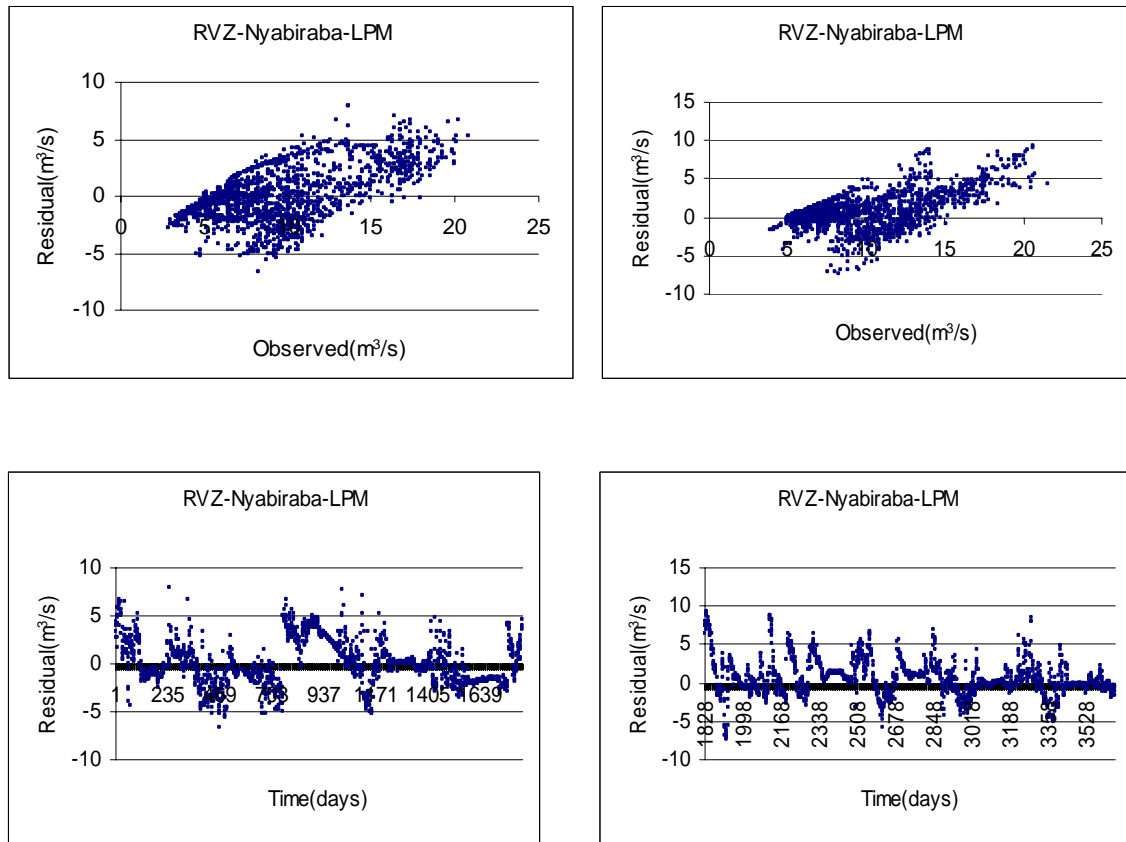 RVZ-Nyabiraba-LPM
10
5
0
-5
-10
0 5 10 15 20 25
Residual(m³/s)
Observed(m³/s)
RVZ-Nyabiraba-LPM
15
10
5
0
-5
-10
0 5 10 15 20 25
Residual(m³/s)
Observed(m³/s)
RVZ-Nyabiraba-LPM
10
5
0
-5
-10
1 235 469 703 937 1171 1405 1639
Residual(m³/s)
Time(days)
RVZ-Nyabiraba-LPM
15
10
5
0
-5
-10
1828 1998 2168 2338 2508 2678 2848 3018 3188 3358 3528
Residual(m³/s)
Time(days)